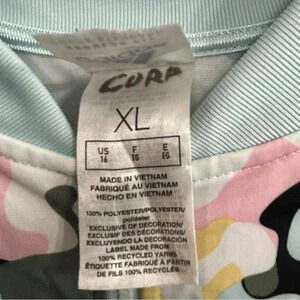 CURA
XL
US F E
16 TG EG
MADE IN VIETNAM
FABRIQUÉ AU VIETNAM
HECHO EN VIETNAM
100% POLYESTER/POLYESTER/
poliéster
EXCLUSIVE OF DECORATION/
EXCLUSIF DES DÉCORATIONS/
EXCLUYENDO LA DECORACIÓN
LABEL MADE FROM
100% RECYCLED YARNS
ÉTIQUETTE FABRIQUÉE À PARTIR
DE FILS 100% RECYCLÉS